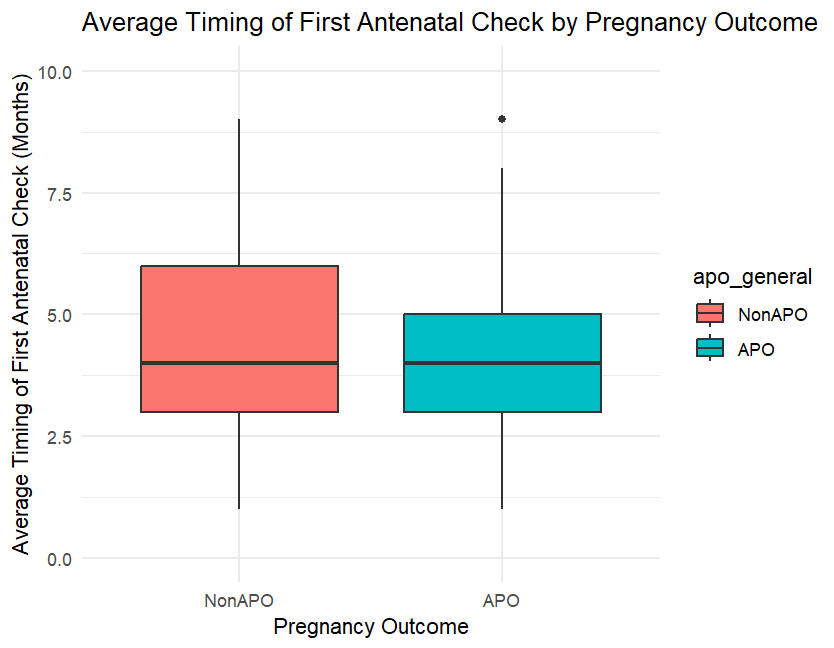 Average Timing of First Antenatal Check by Pregnancy Outcome
Average Timing of First Antenatal Check (Months)
10.0
7.5
5.0
2.5
0.0
NonAPO
APO
Pregnancy Outcome
apo_general
NonAPO
APO